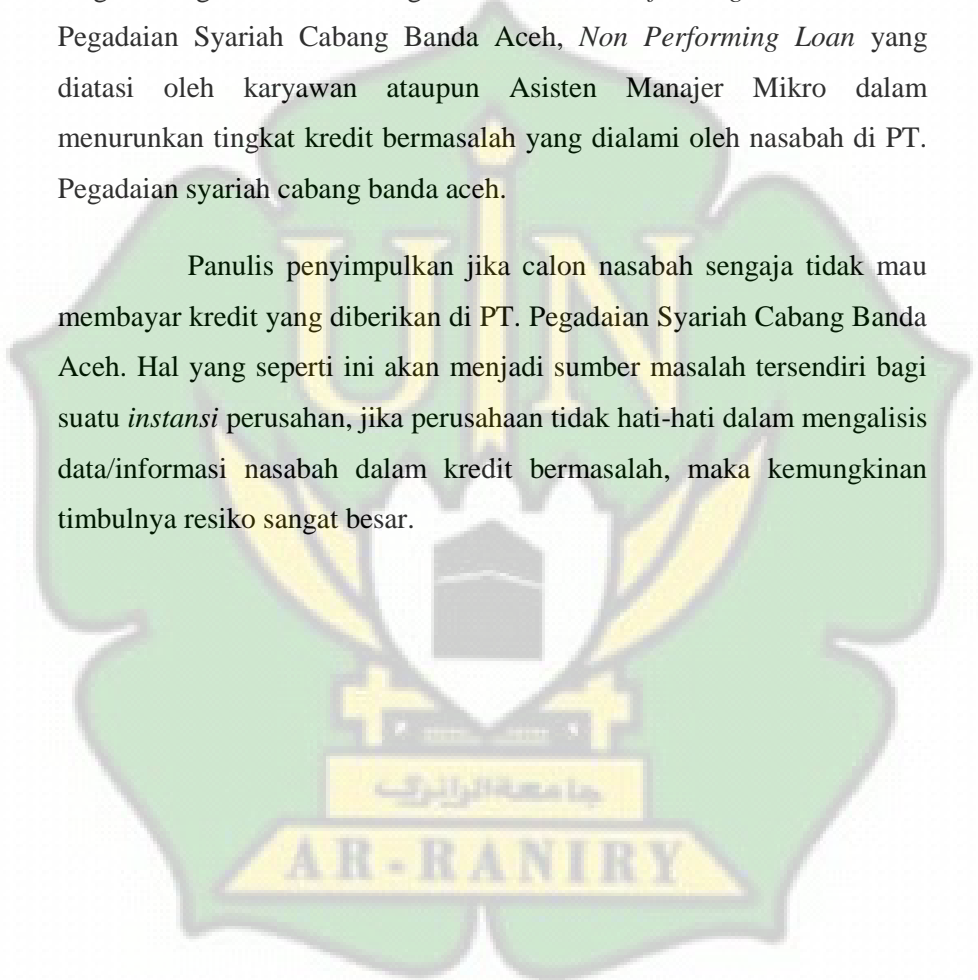 Pegadaian Syariah Cabang Banda Aceh, Non Performing Loan yang
diatasi oleh karyawan ataupun Asisten Manajer Mikro dalam
menurunkan tingkat kredit bermasalah yang dialami oleh nasabah di PT.
Pegadaian syariah cabang banda aceh.
Panulis penyimpulkan jika calon nasabah sengaja tidak mau
membayar kredit yang diberikan di PT. Pegadaian Syariah Cabang Banda
Aceh. Hal yang seperti ini akan menjadi sumber masalah tersendiri bagi
suatu instansi perusahan, jika perusahaan tidak hati-hati dalam mengalisis
data/informasi nasabah dalam kredit bermasalah, maka kemungkinan
timbulnya resiko sangat besar.
UIN
جامعة الرانري
AR-RANIRY